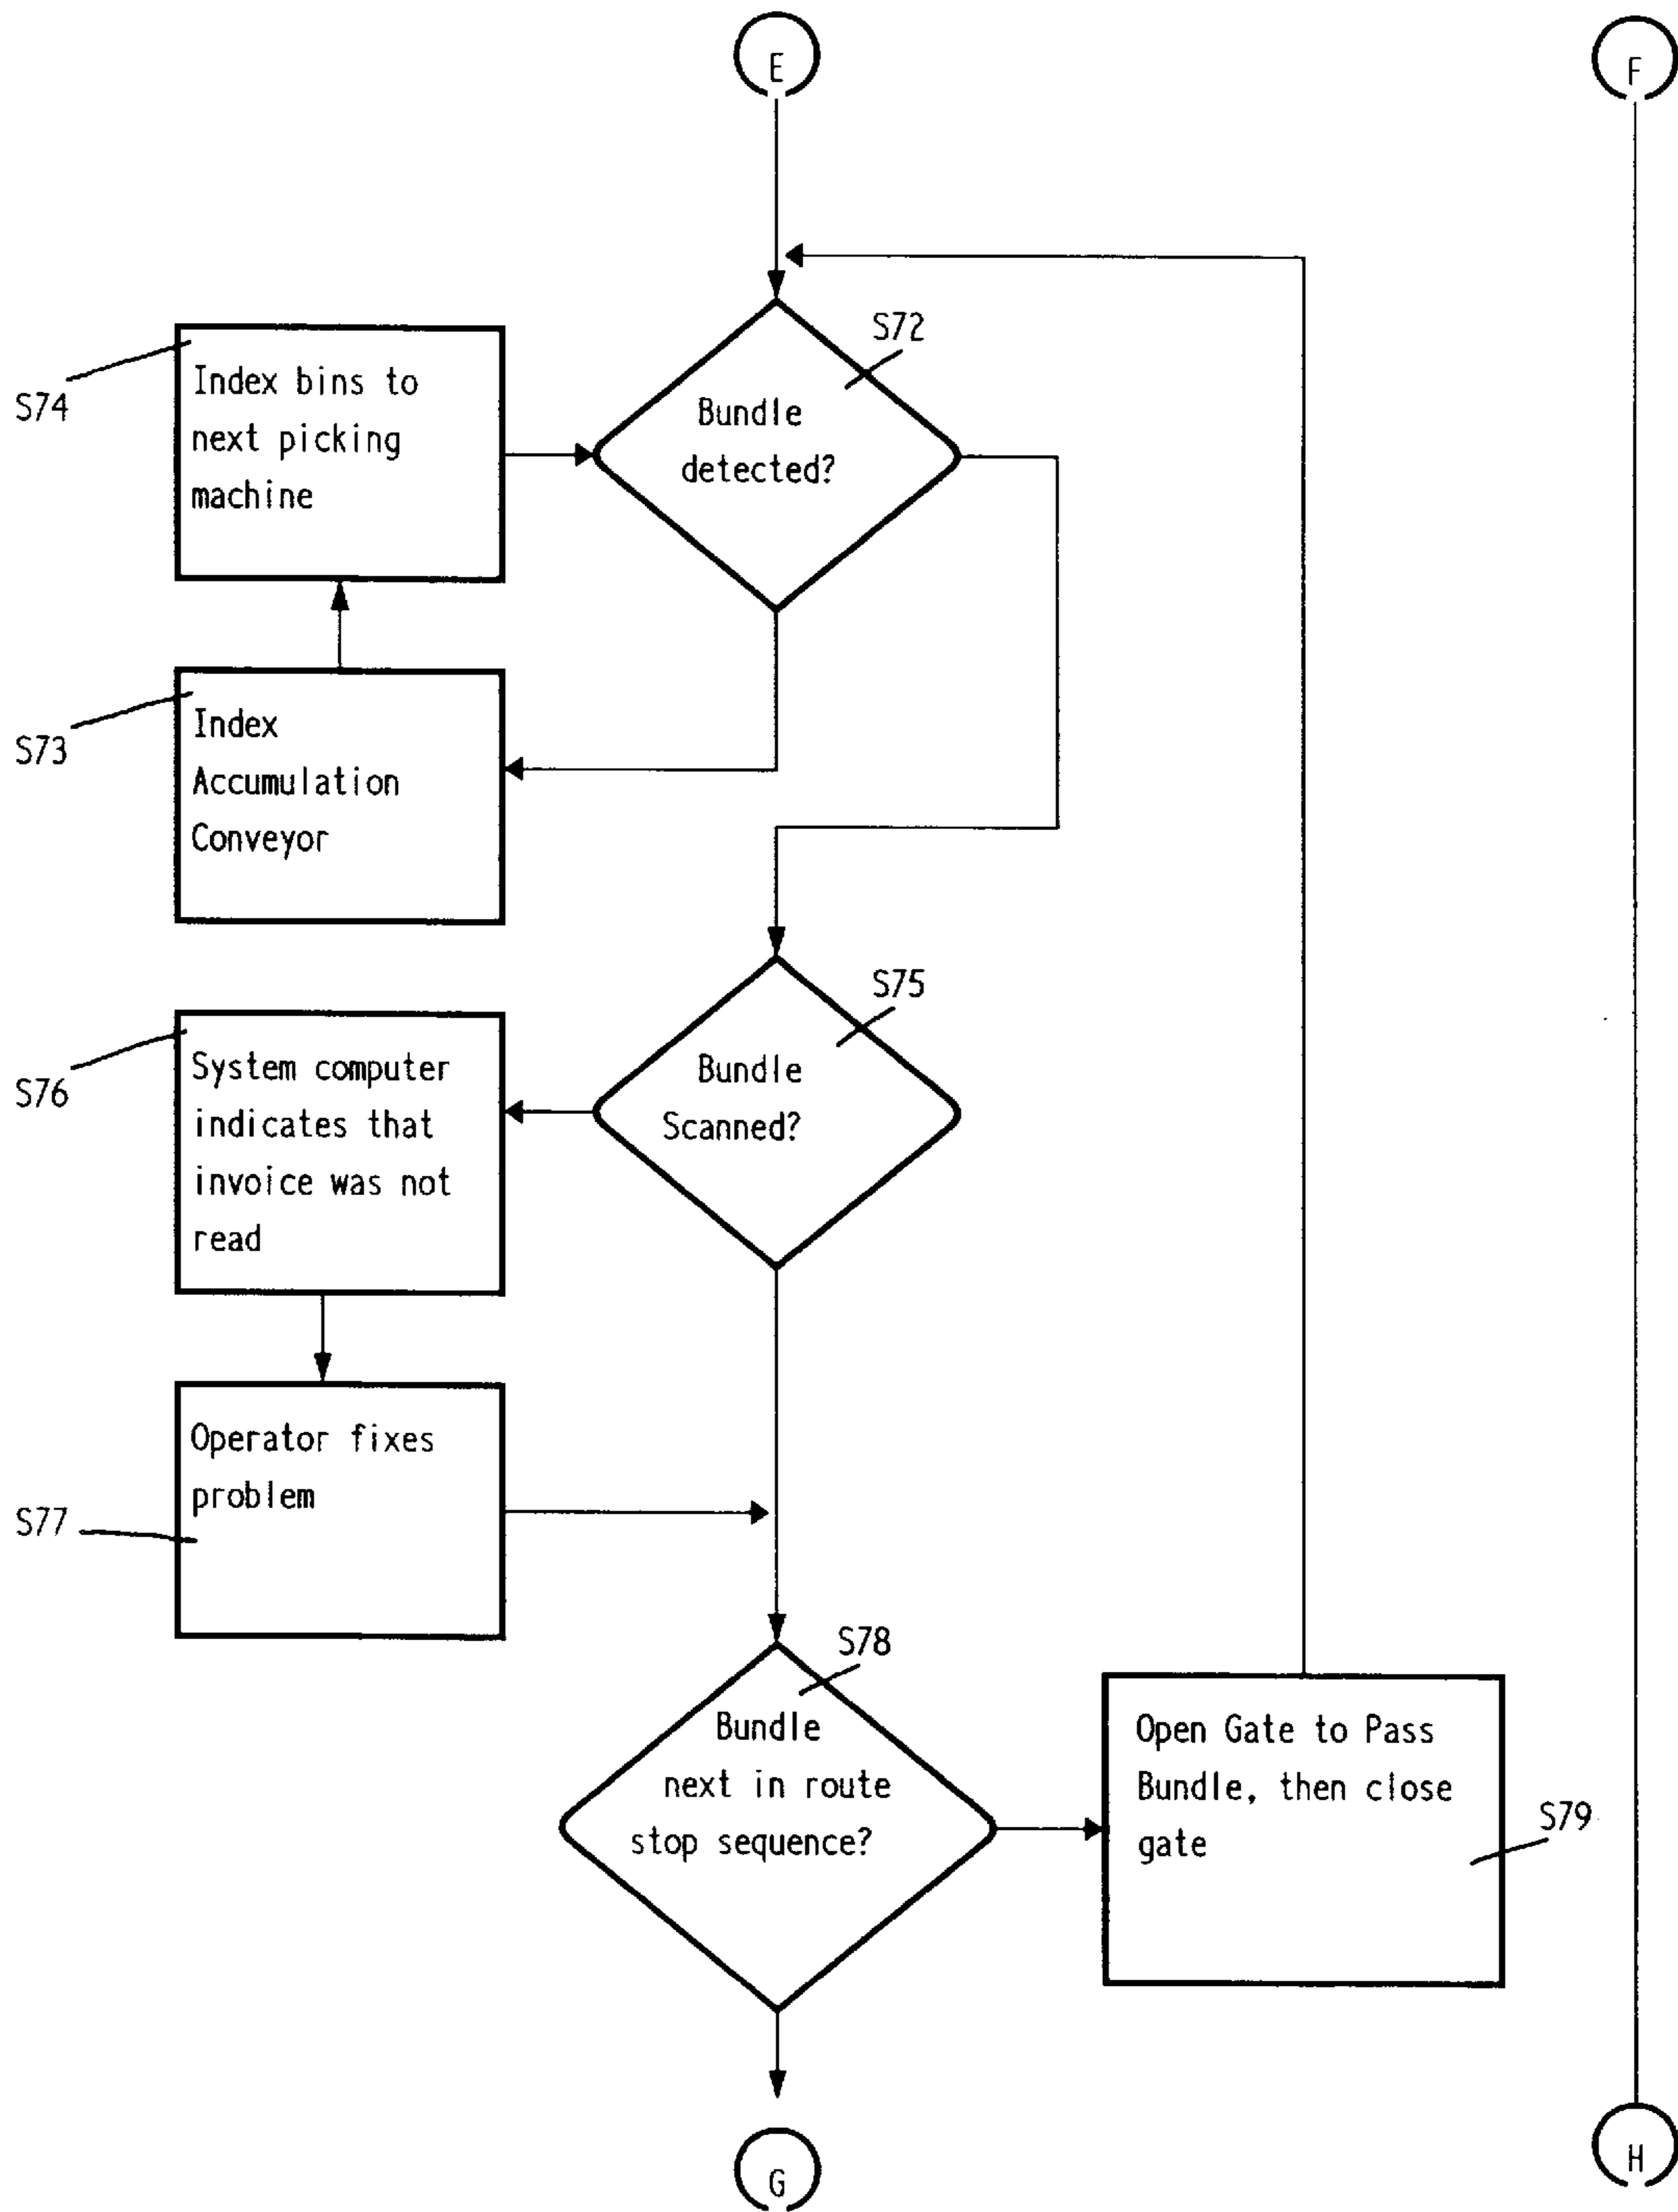 E
F
S72
S74
Index bins to
next picking
machine
Bundle
detected?
S73
Index
Accumulation
Conveyor
S75
S76
System computer
indicates that
invoice was not
read
Bundle
Scanned?
S77
Operator fixes
problem
S78
Bundle
next in route
stop sequence?
Open Gate to Pass
Bundle, then close
gate
S79
G
H